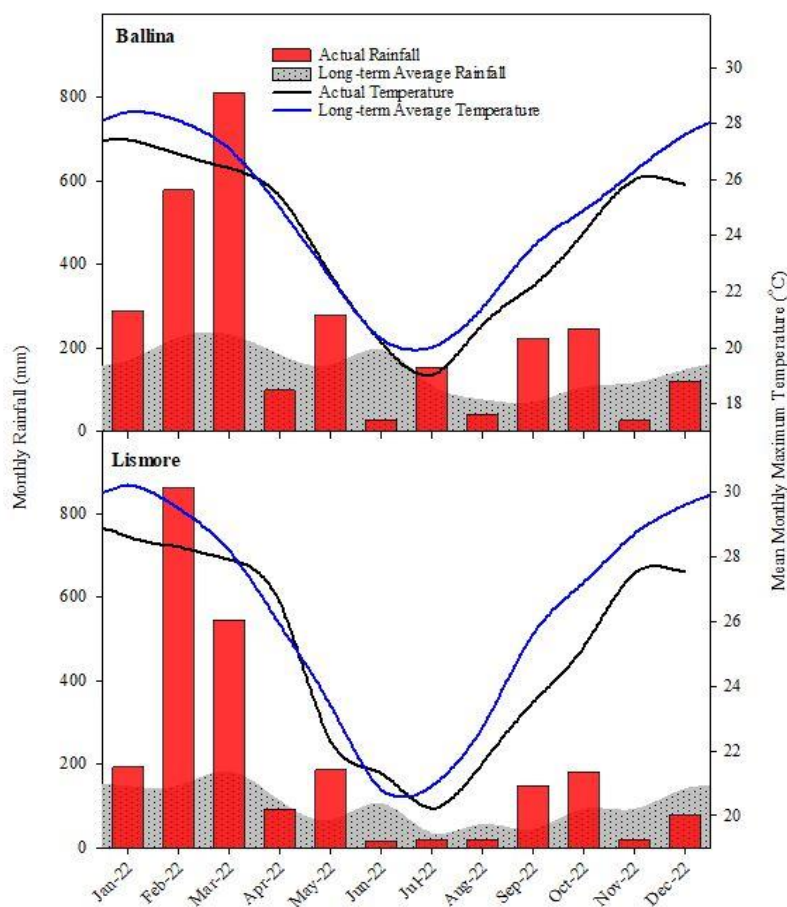 Ballina
Actual Rainfall
Long-term Average Rainfall
Actual Temperature
Long-term Average Temperature
800
600
400
200
0
30
28
26
24
22
20
18
Monthly Rainfall (mm)
Mean Monthly Maximum Temperature (°C)
Lismore
800
600
400
200
0
30
28
26
24
22
20
Jan-22
Feb-22
Mar-22
Apr-22
May-22
Jun-22
Jul-22
Aug-22
Sep-22
Oct-22
Nov-22
Dec-22